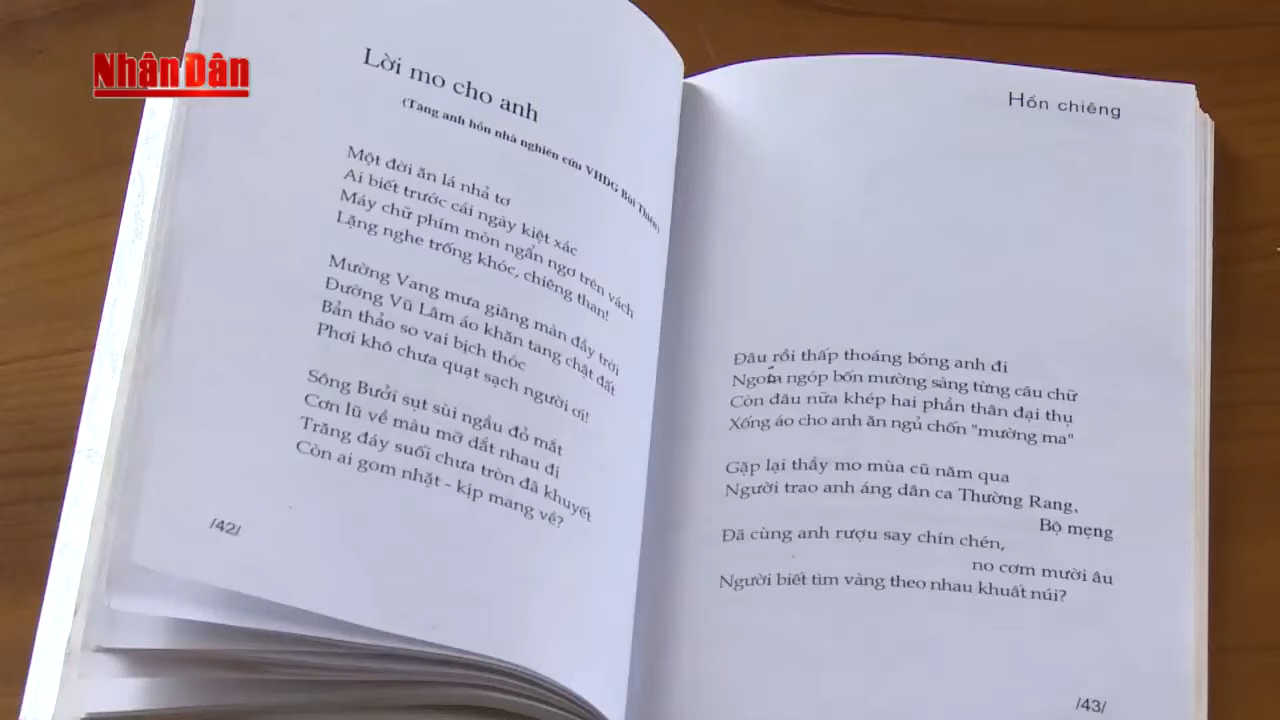 Nhân Dân
Lời mo cho anh
(Tặng anh hồn nhà nghiên cứu VHDG Bùi Thiện)
Một đời ăn lá nhả tơ
Ai biết trước cái ngày kiệt xác
Máy chữ phím mòn ngẩn ngơ trên vách
Lặng nghe trống khóc, chiêng than!
Mường Vang mưa giăng màn đầy trời
Đường Vũ Lâm áo khăn tang chật đất
Bản thảo so vai bịch thóc
Phơi khô chưa quạt sạch người ơi!
Sông Bưởi sụt sùi ngầu đỏ mắt
Cơn lũ về màu mỡ dắt nhau đi
Trăng đáy suối chưa tròn đã khuyết
Còn ai gom nhặt - kịp mang về?
/42/
Hồn chiêng
Đâu rồi thấp thoáng bóng anh đi
ngóp bốn mường sàng từng câu chữ
Còn đâu nữa khép hai phần thân đại thụ
Xống áo cho anh ăn ngủ chốn "mường ma"
Gặp lại thầy mo mùa cũ năm qua
Người trao anh áng dân ca Thường Rang,
Bộ mẹng
Đã cùng anh rượu say chín chén,
no cơm mười âu
Người biết tìm vàng theo nhau khuất núi?
/43/